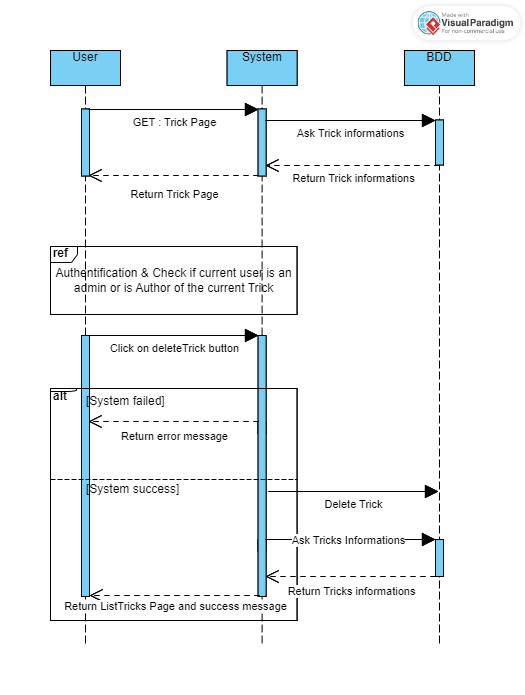 Made with
VisualParadigm
For non-commercial use
User
System
BDD
GET : Trick Page
Ask Trick informations
Return Trick informations
Return Trick Page
ref
Authentification & Check if current user is an
admin or is Author of the current Trick
Click on deleteTrick button
alt
[System failed]
Return error message
[System success]
Delete Trick
Ask Tricks Informations
Return Tricks informations
Return ListTricks Page and success message